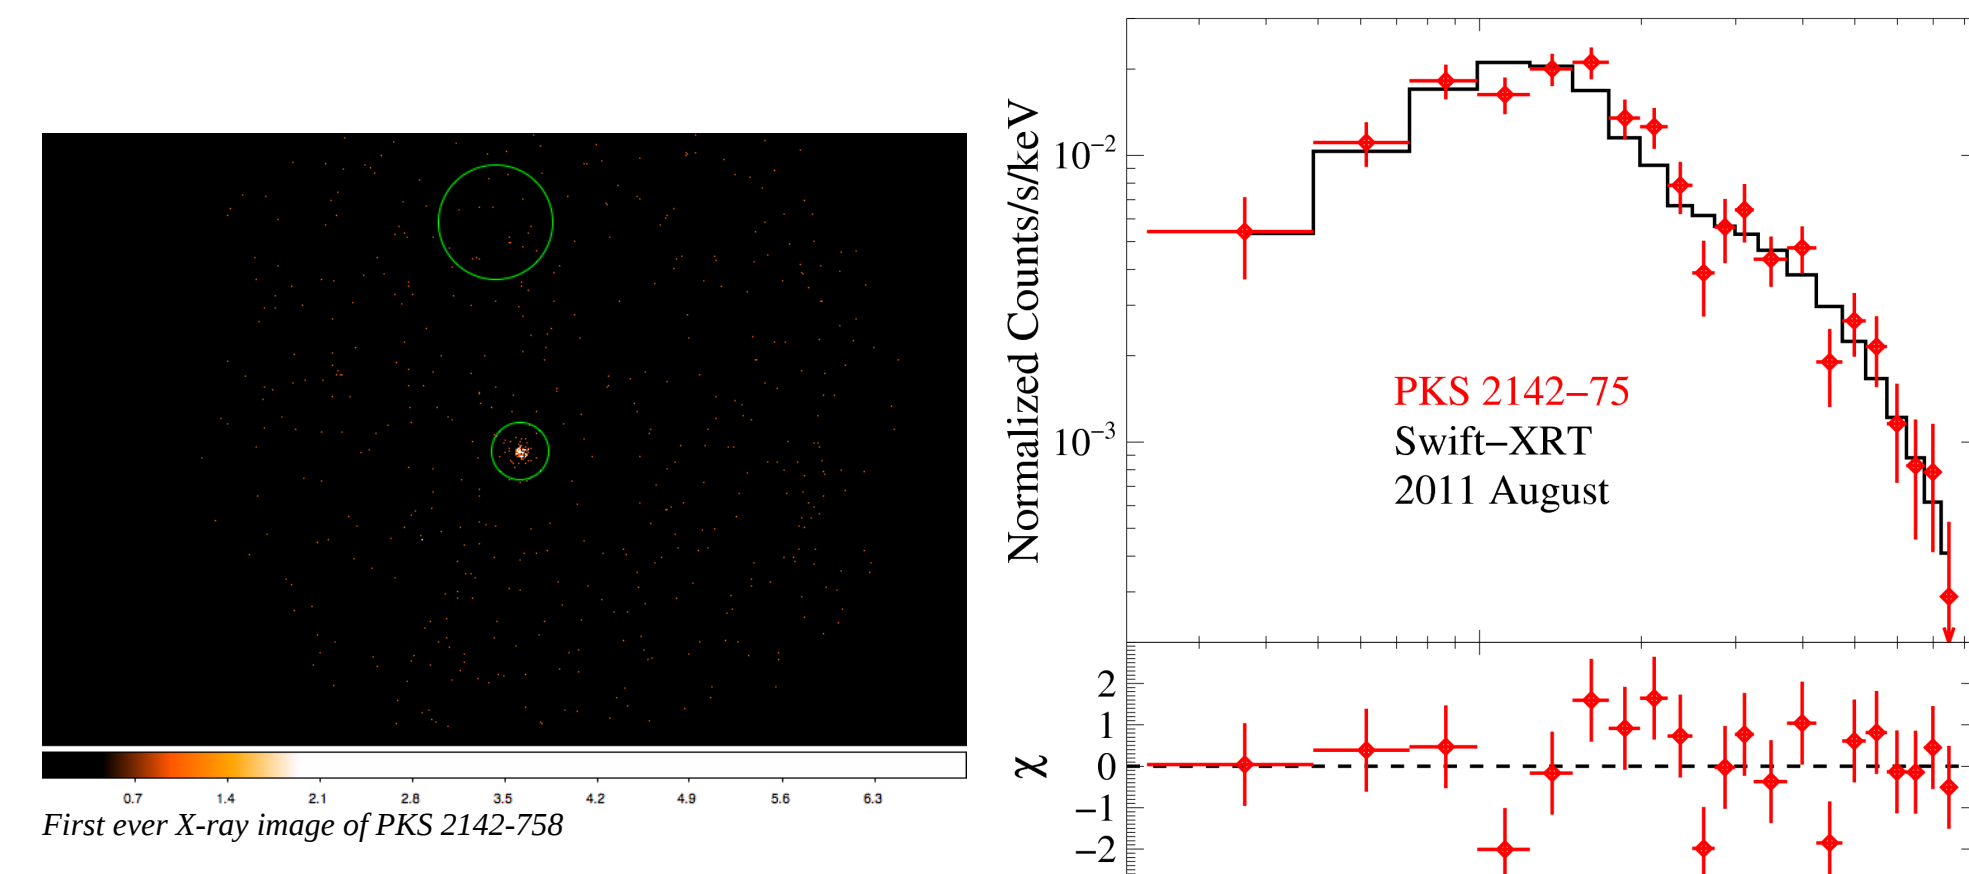 0.7 1.4 2.1 2.8 3.5 4.2 4.9 5.6 6.3
First ever X-ray image of PKS 2142-758
Normalized Counts/s/keV
10⁻²
10⁻³
PKS 2142−75
Swift−XRT
2011 August
χ
2
1
0
−1
−2